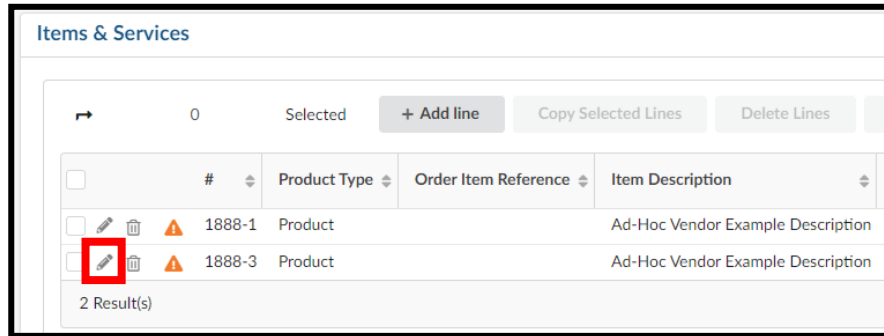 Items & Services
0 Selected + Add line Copy Selected Lines Delete Lines
# Product Type Order Item Reference Item Description
1888-1 Product Ad-Hoc Vendor Example Description
1888-3 Product Ad-Hoc Vendor Example Description
2 Result(s)